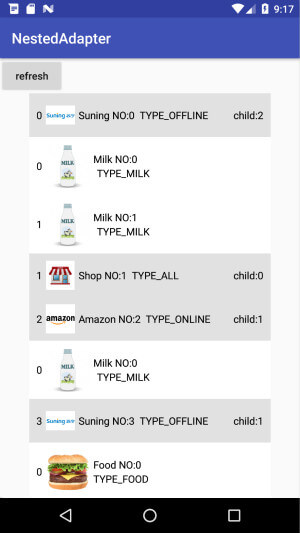 9:17
NestedAdapter
refresh
0 Suning Suning NO:0 TYPE_OFFLINE child:2
0 MILK Milk NO:0
TYPE_MILK
1 MILK Milk NO:1
TYPE_MILK
1 Shop NO:1 TYPE_ALL child:0
2 amazon Amazon NO:2 TYPE_ONLINE child:1
0 MILK Milk NO:0
TYPE_MILK
3 Suning Suning NO:3 TYPE_OFFLINE child:1
0 Food NO:0
TYPE_FOOD